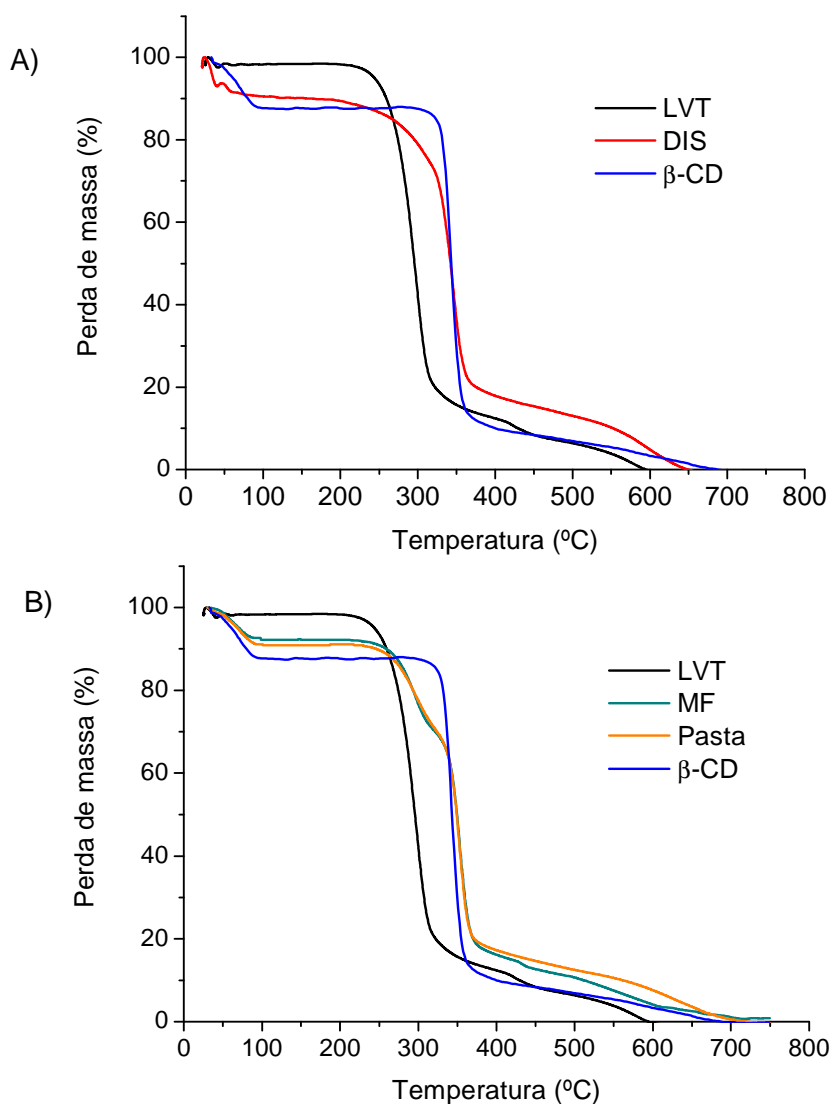 A)
Perda de massa (%)
100
80
60
40
20
0
LVT
DIS
β-CD
0 100 200 300 400 500 600 700 800
Temperatura (ºC)
B)
Perda de massa (%)
100
80
60
40
20
0
LVT
MF
Pasta
β-CD
0 100 200 300 400 500 600 700 800
Temperatura (ºC)